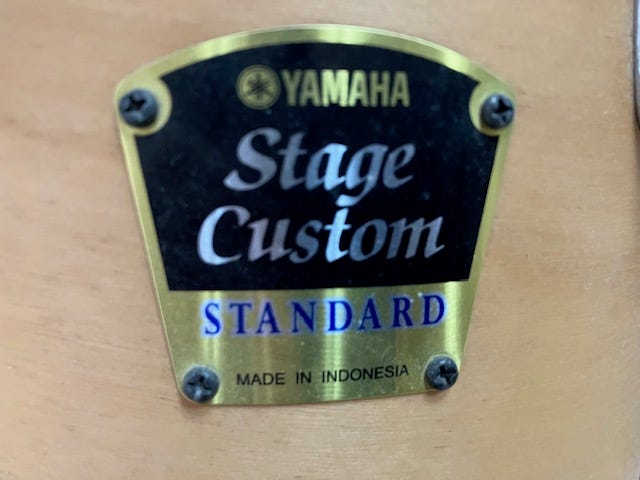 YAMAHA
Stage
Custom
STANDARD
MADE IN INDONESIA